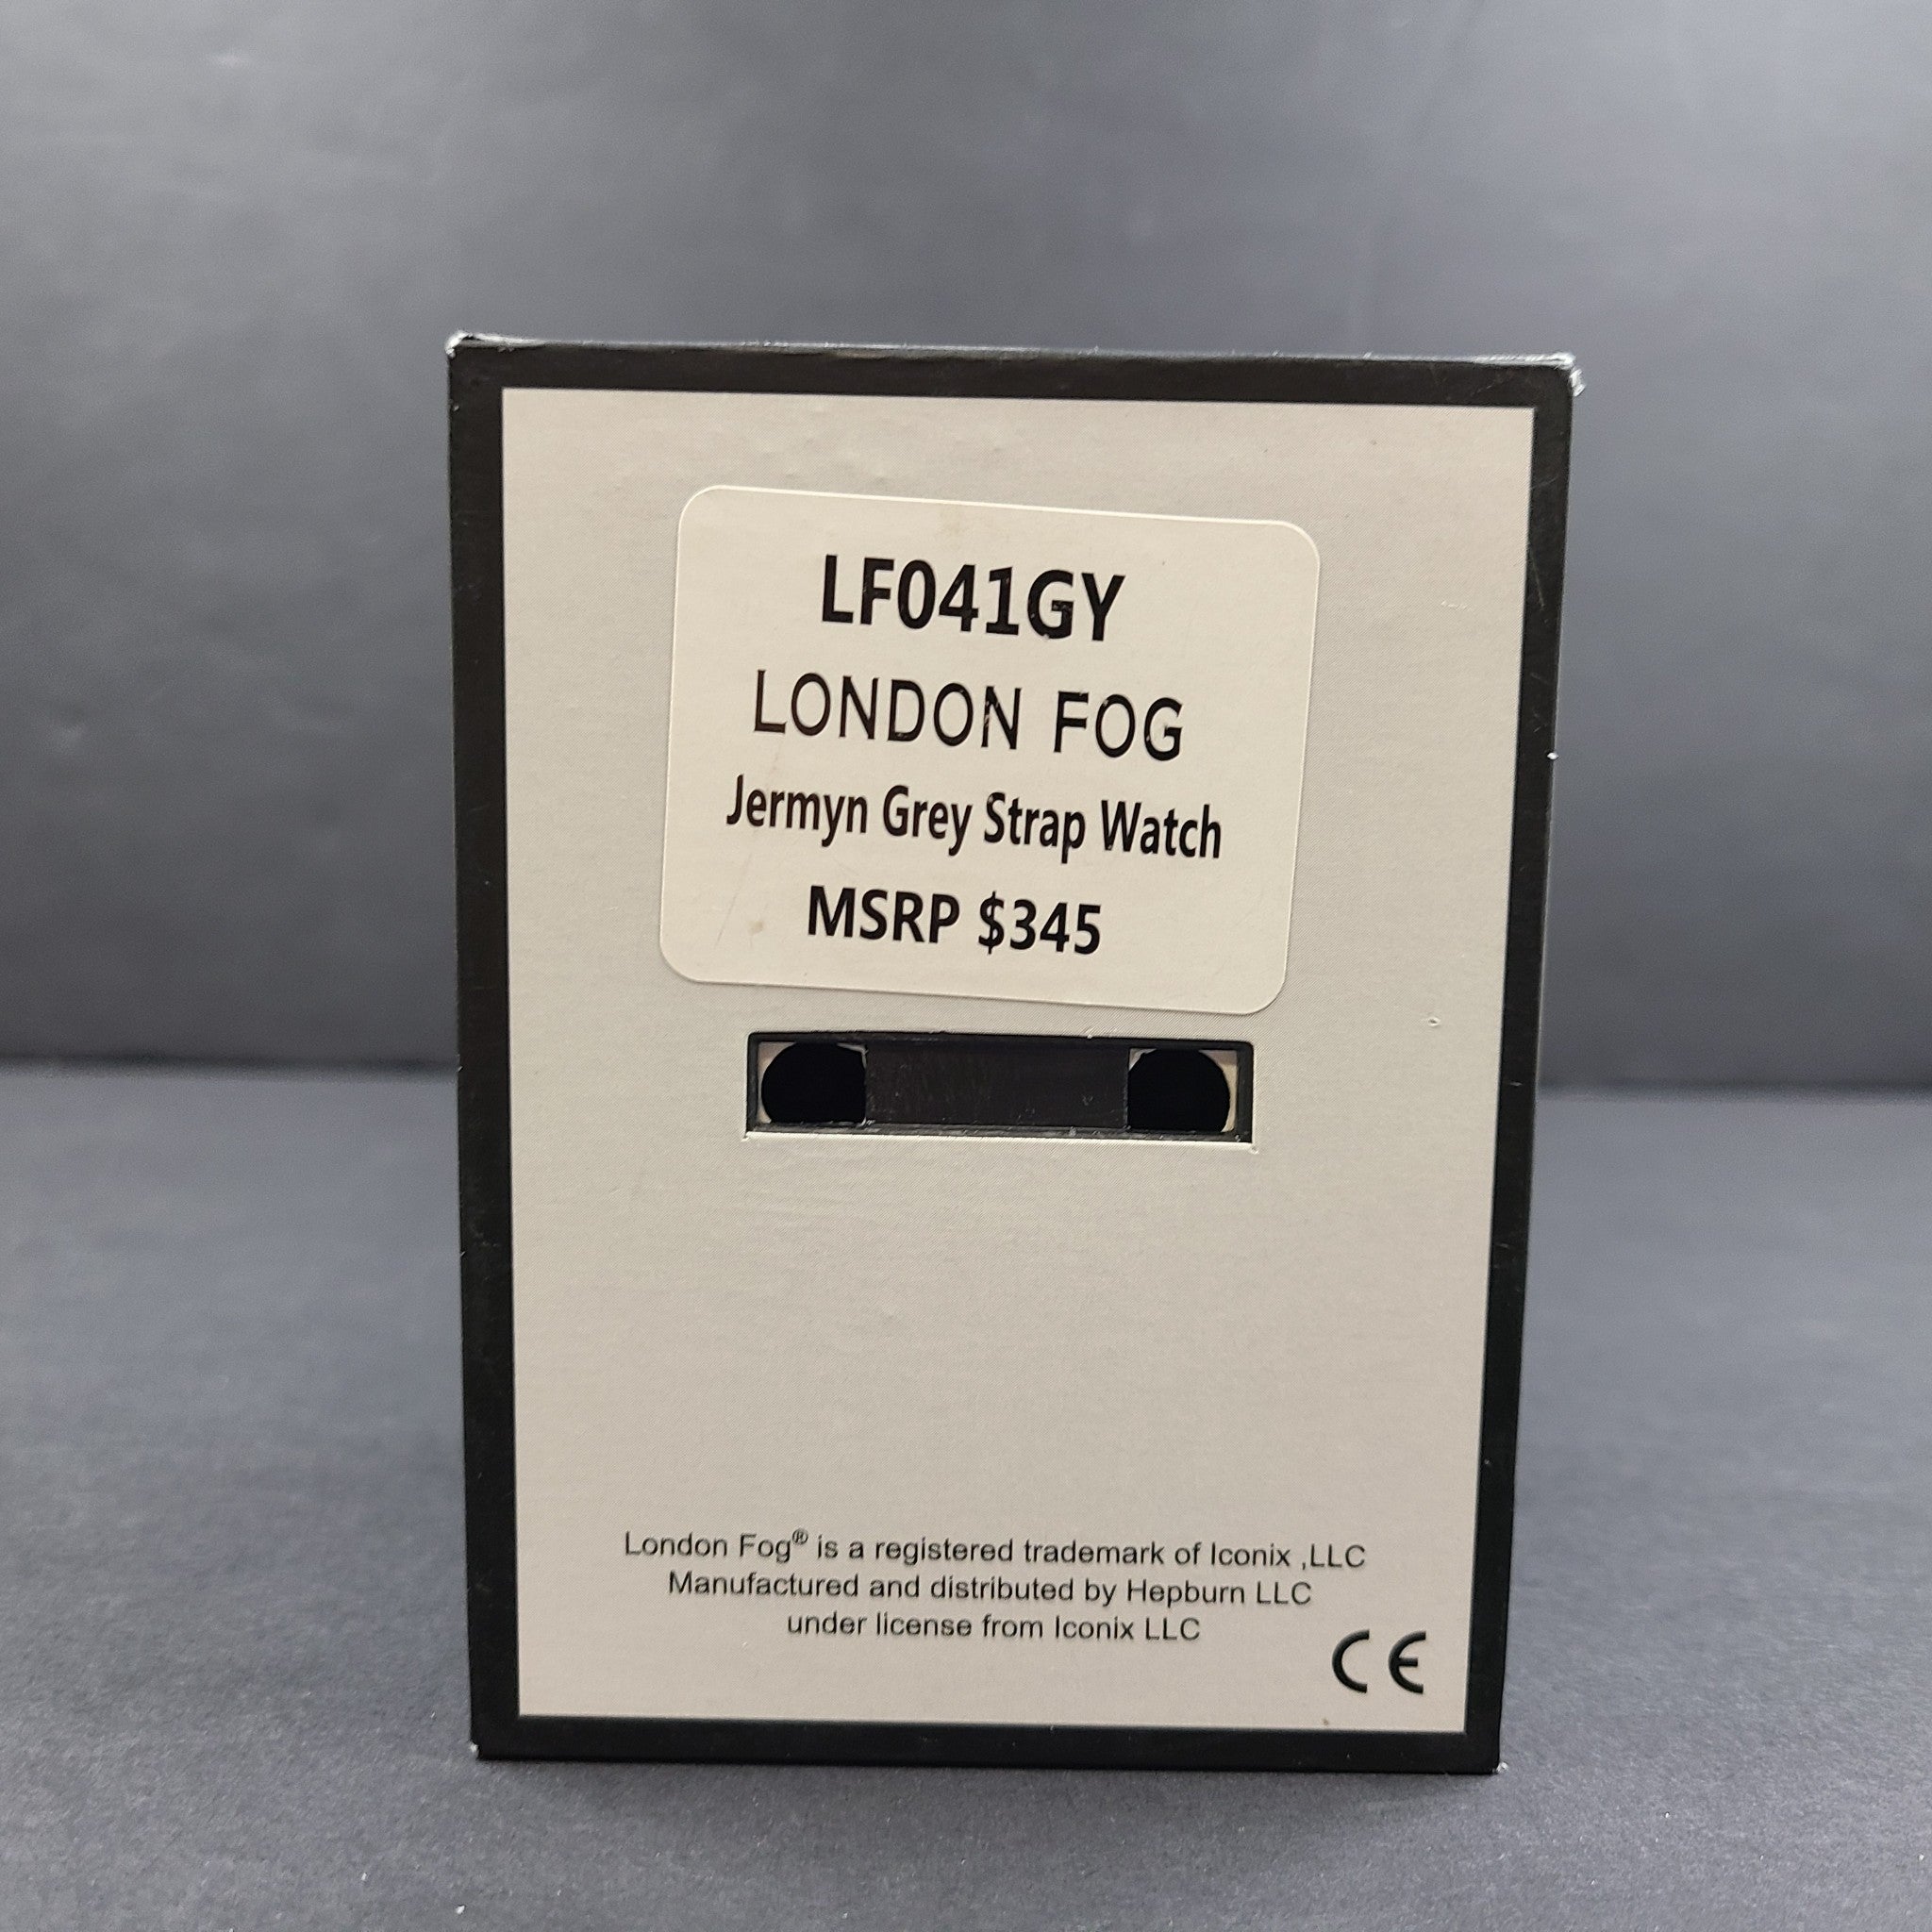 LF041GY
LONDON FOG
Jermyn Grey Strap Watch
MSRP $345
London Fog® is a registered trademark of Iconix ,LLC
Manufactured and distributed by Hepburn LLC
under license from Iconix LLC
CE